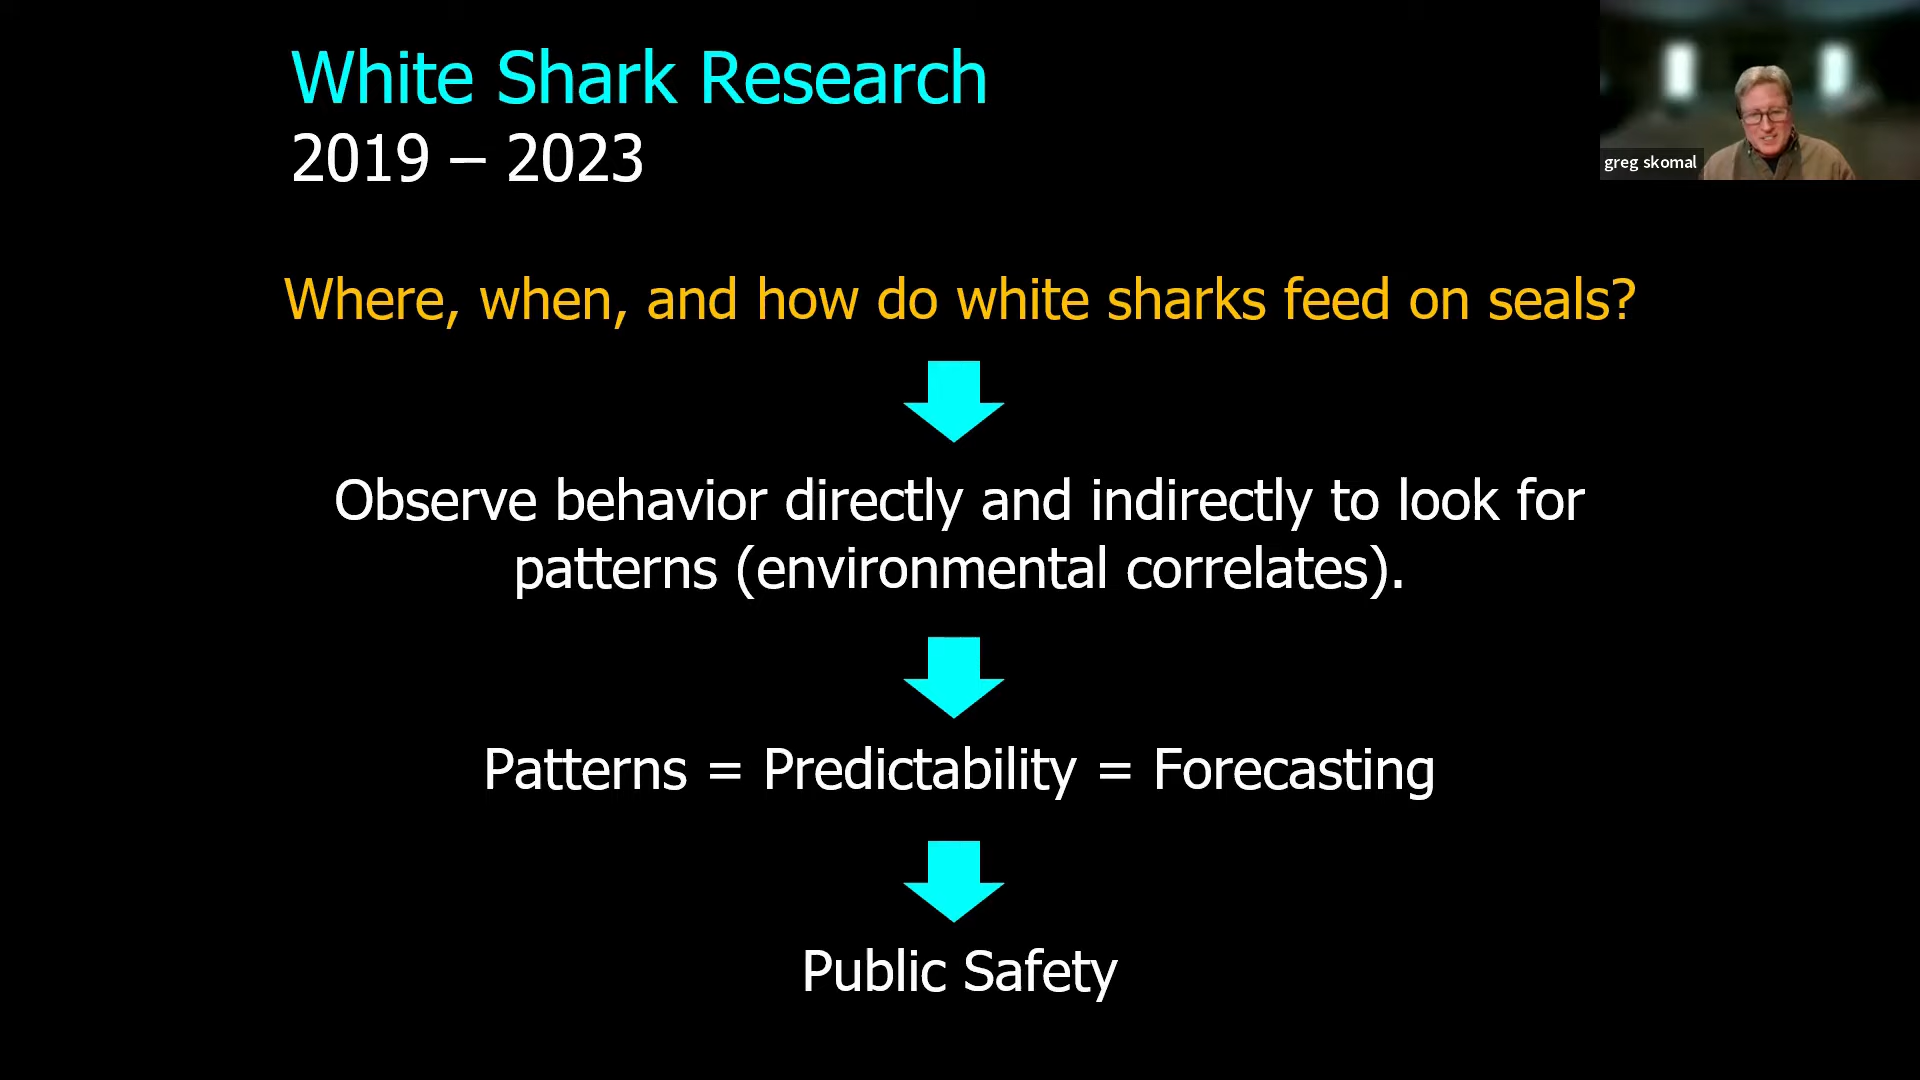 White Shark Research
2019 – 2023
greg skomal
Where, when, and how do white sharks feed on seals?
Observe behavior directly and indirectly to look for
patterns (environmental correlates).
Patterns = Predictability = Forecasting
Public Safety